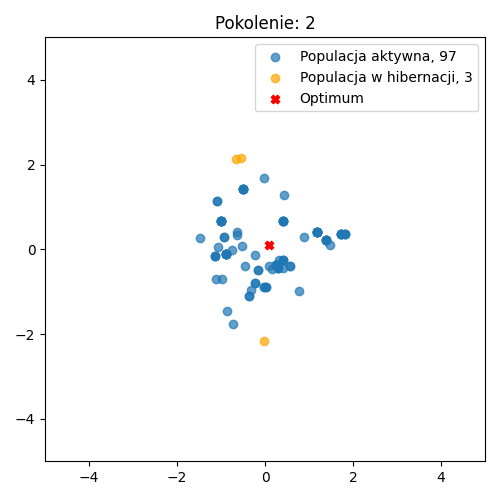 Pokolenie: 2
Populacja aktywna, 97
Populacja w hibernacji, 3
Optimum
4
2
0
−2
−4
−4 −2 0 2 4